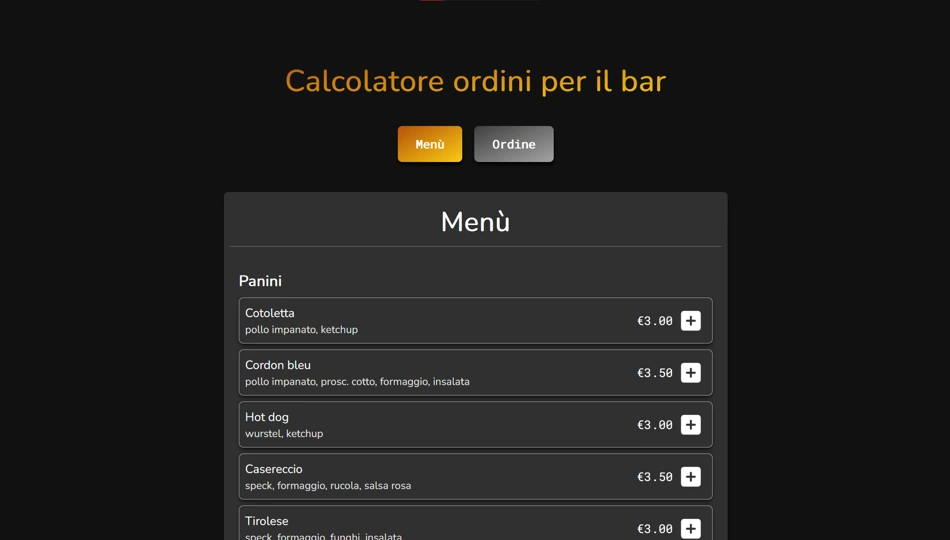 Calcolatore ordini per il bar
Menù
Ordine
Menù
Panini
Cotoletta
pollo impanato, ketchup
€3.00
Cordon bleu
pollo impanato, prosc. cotto, formaggio, insalata
€3.50
Hot dog
wurstel, ketchup
€3.00
Casereccio
speck, formaggio, rucola, salsa rosa
€3.50
Tirolese
speck, formaggio, funghi, insalata
€3.00